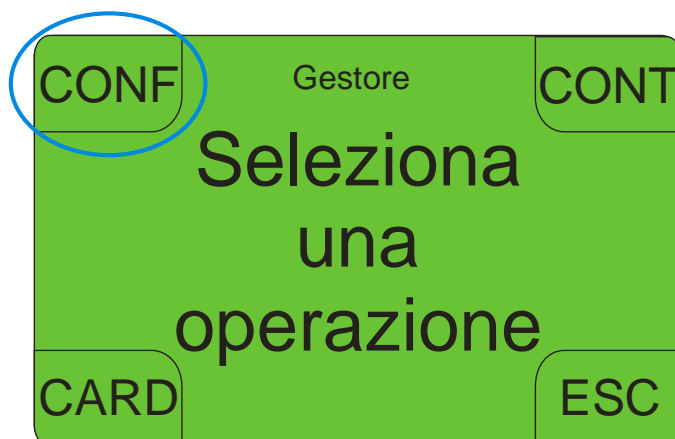 CONF
Gestore
CONT
Seleziona
una
operazione
CARD
ESC